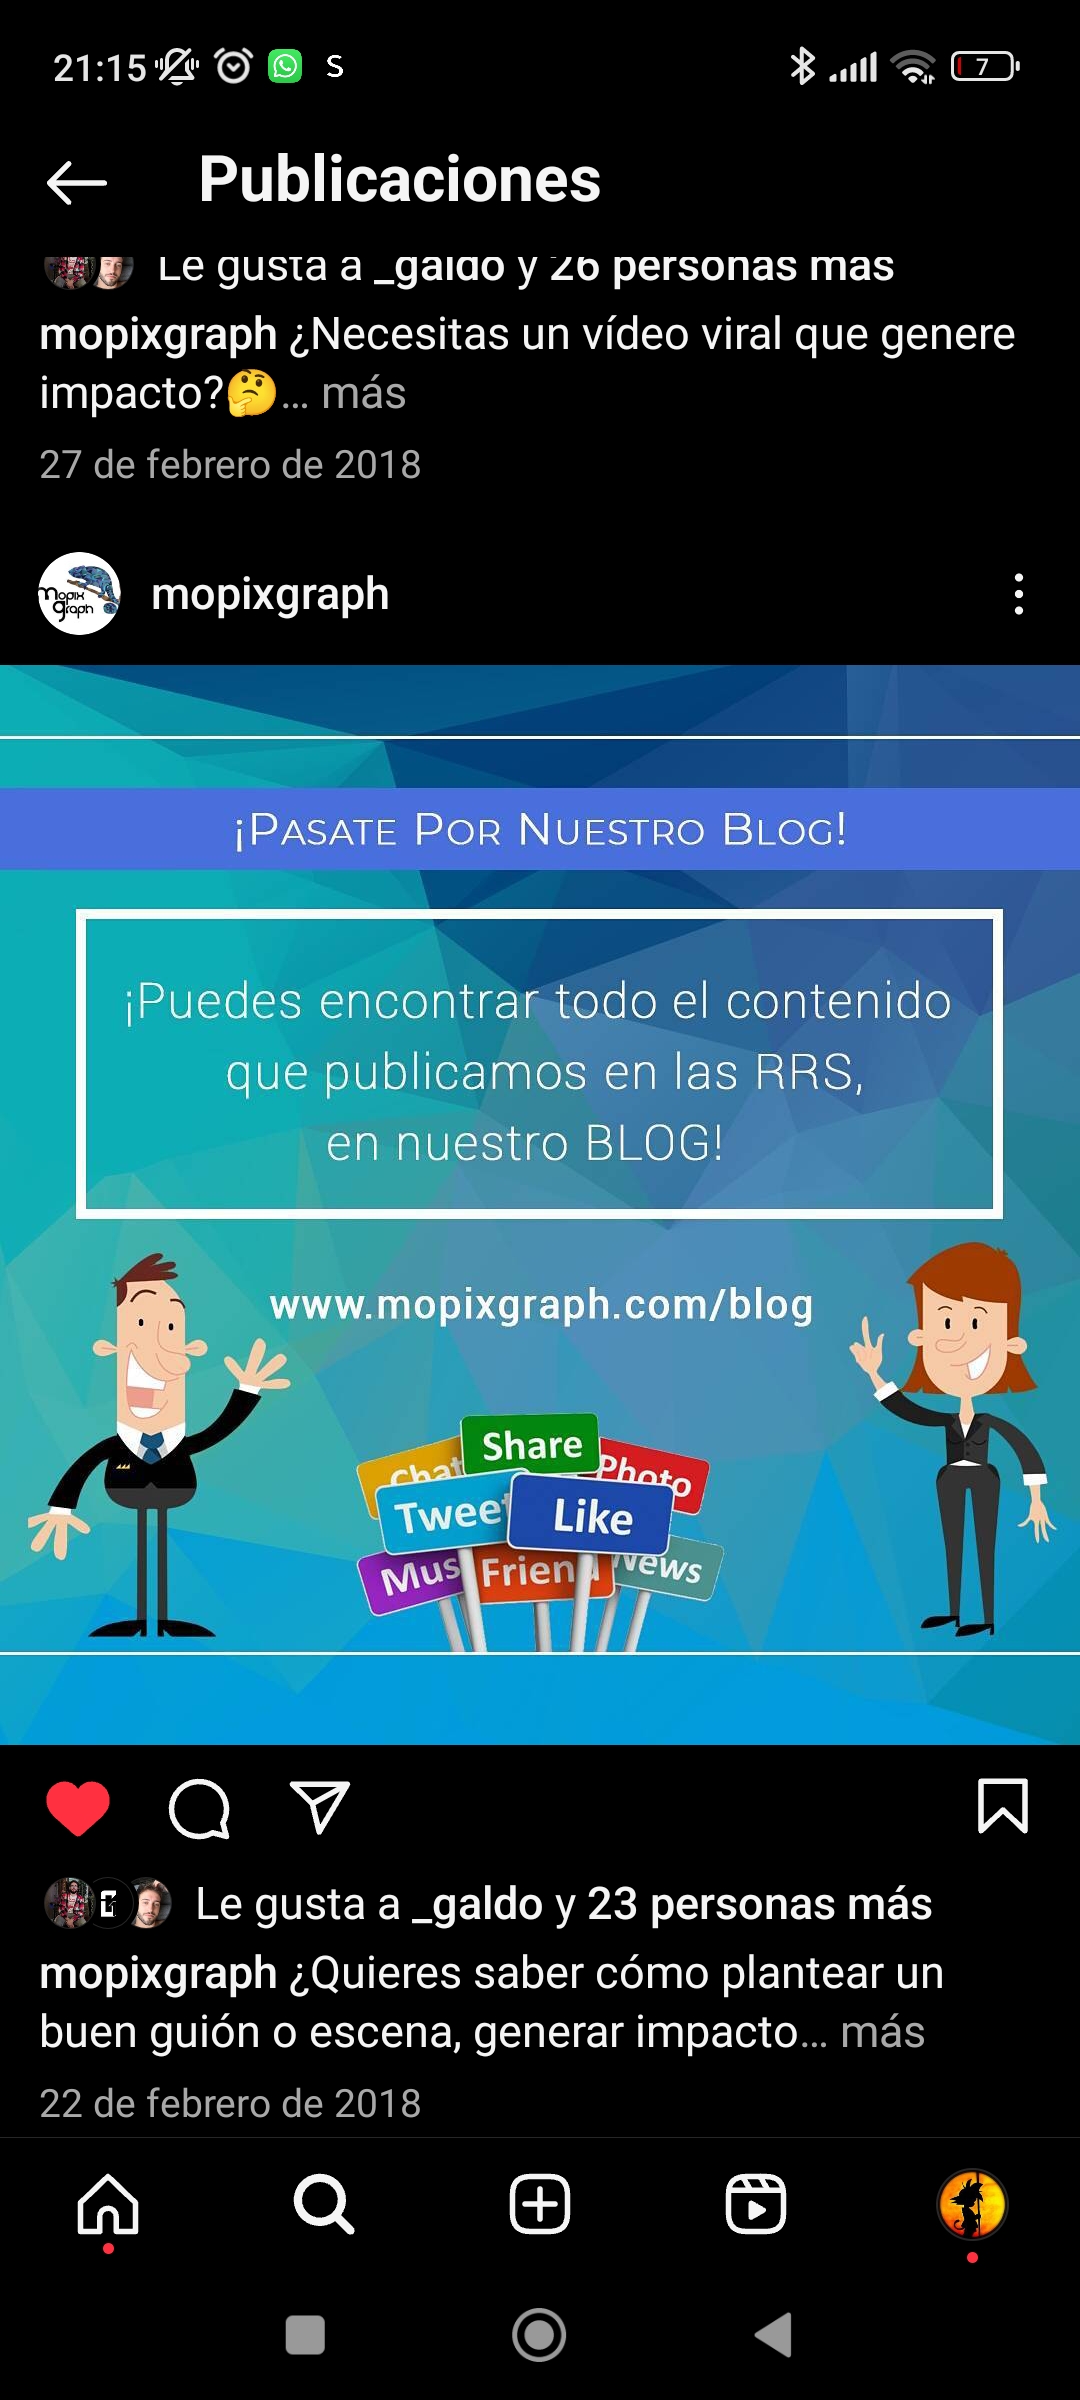 21:15 S 7
Publicaciones
Le gusta a _galdo y 26 personas más
mopixgraph ¿Necesitas un vídeo viral que genere
impacto?🤔... más
27 de febrero de 2018
mopix
graph
mopixgraph
¡Pasate Por Nuestro Blog!
¡Puedes encontrar todo el contenido
que publicamos en las RRS,
en nuestro BLOG!
www.mopixgraph.com/blog
Share
Chat
Photo
Tweet
Like
Mus
Friend
News
Le gusta a _galdo y 23 personas más
mopixgraph ¿Quieres saber cómo plantear un
buen guión o escena, generar impacto... más
22 de febrero de 2018